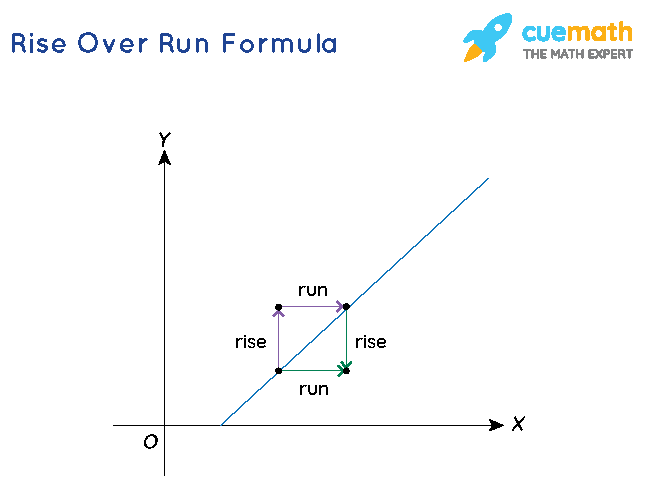 Rise Over Run Formula
cuemath
THE MATH EXPERT
Y
run
rise
rise
run
X
O